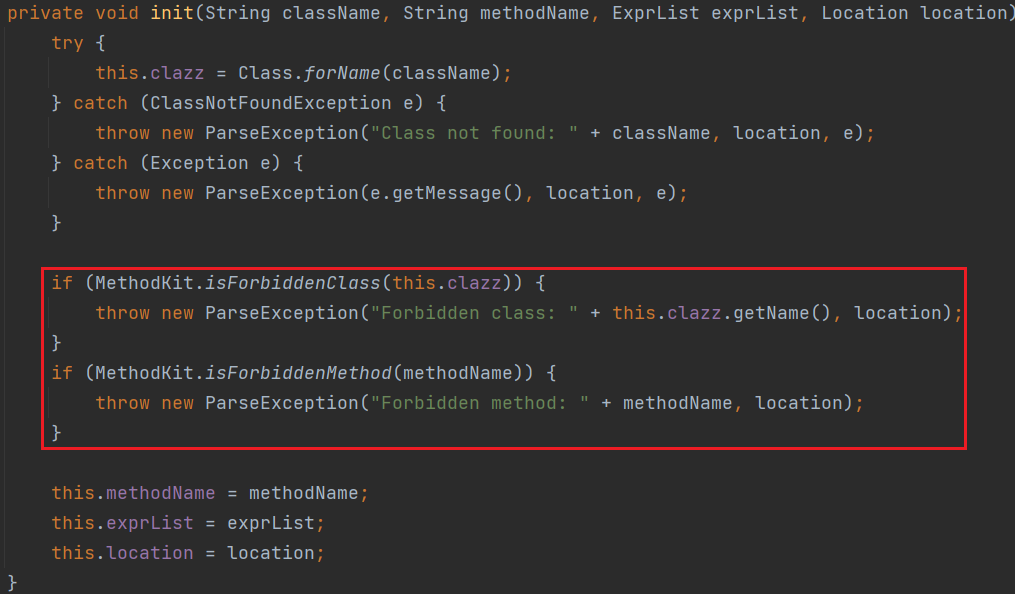 private void init(String className, String methodName, ExprList exprList, Location location)
try {
this.clazz = Class.forName(className);
} catch (ClassNotFoundException e) {
throw new ParseException("Class not found: " + className, location, e);
} catch (Exception e) {
throw new ParseException(e.getMessage(), location, e);
}
if (MethodKit.isForbiddenClass(this.clazz)) {
throw new ParseException("Forbidden class: " + this.clazz.getName(), location);
}
if (MethodKit.isForbiddenMethod(methodName)) {
throw new ParseException("Forbidden method: " + methodName, location);
}
this.methodName = methodName;
this.exprList = exprList;
this.location = location;
}